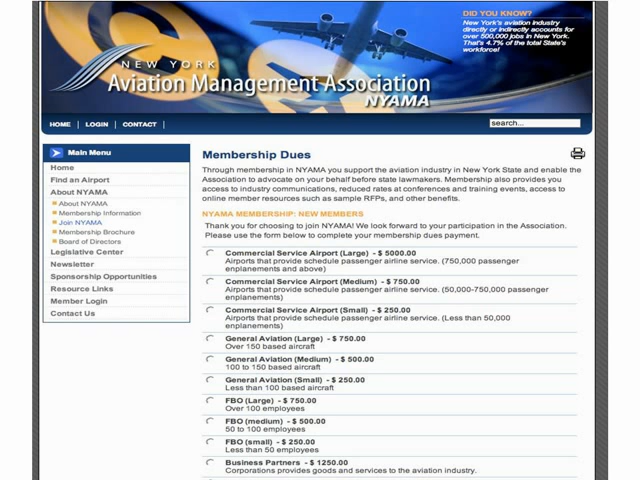 DID YOU KNOW?
New York's aviation industry
directly or indirectly accounts for
over 500,000 jobs in New York.
That's 4.7% of the total State's
workforce!
NEW YORK
Aviation Management Association
NYAMA
HOME | LOGIN | CONTACT |
search...
Main Menu
Home
Find an Airport
About NYAMA
About NYAMA
Membership Information
Join NYAMA
Membership Brochure
Board of Directors
Legislative Center
Newsletter
Sponsorship Opportunities
Resource Links
Member Login
Contact Us
Membership Dues
Through membership in NYAMA you support the aviation industry in New York State and enable the
Association to advocate on your behalf before state lawmakers. Membership also provides you
access to industry communications, reduced rates at conferences and training events, access to
online member resources such as sample RFPs, and other benefits.
NYAMA MEMBERSHIP: NEW MEMBERS
Thank you for choosing to join NYAMA! We look forward to your participation in the Association.
Please use the form below to complete your membership dues payment.
Commercial Service Airport (Large) - $ 5000.00
Airports that provide schedule passenger airline service. (750,000 passenger
enplanements and above)
Commercial Service Airport (Medium) - $ 750.00
Airports that provide schedule passenger airline service. (50,000-750,000 passenger
enplanements)
Commercial Service Airport (Small) - $ 250.00
Airports that provide schedule passenger airline service. (Less than 50,000
enplanements)
General Aviation (Large) - $ 750.00
Over 150 based aircraft
General Aviation (Medium) - $ 500.00
100 to 150 based aircraft
General Aviation (Small) - $ 250.00
Less than 100 based aircraft
FBO (Large) - $ 750.00
Over 100 employees
FBO (medium) - $ 500.00
50 to 100 employees
FBO (small) - $ 250.00
Less than 50 employees
Business Partners - $ 1250.00
Corporations provides goods and services to the aviation industry.